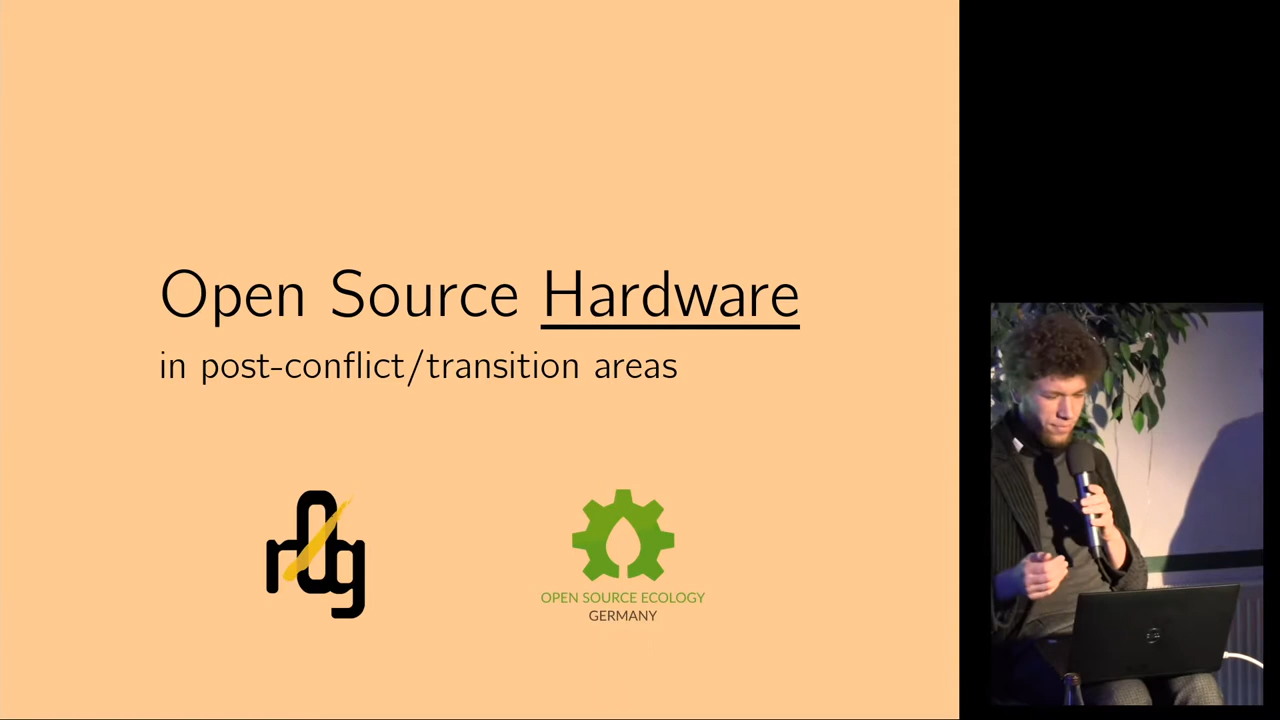 Open Source Hardware
in post-conflict/transition areas
OPEN SOURCE ECOLOGY
GERMANY